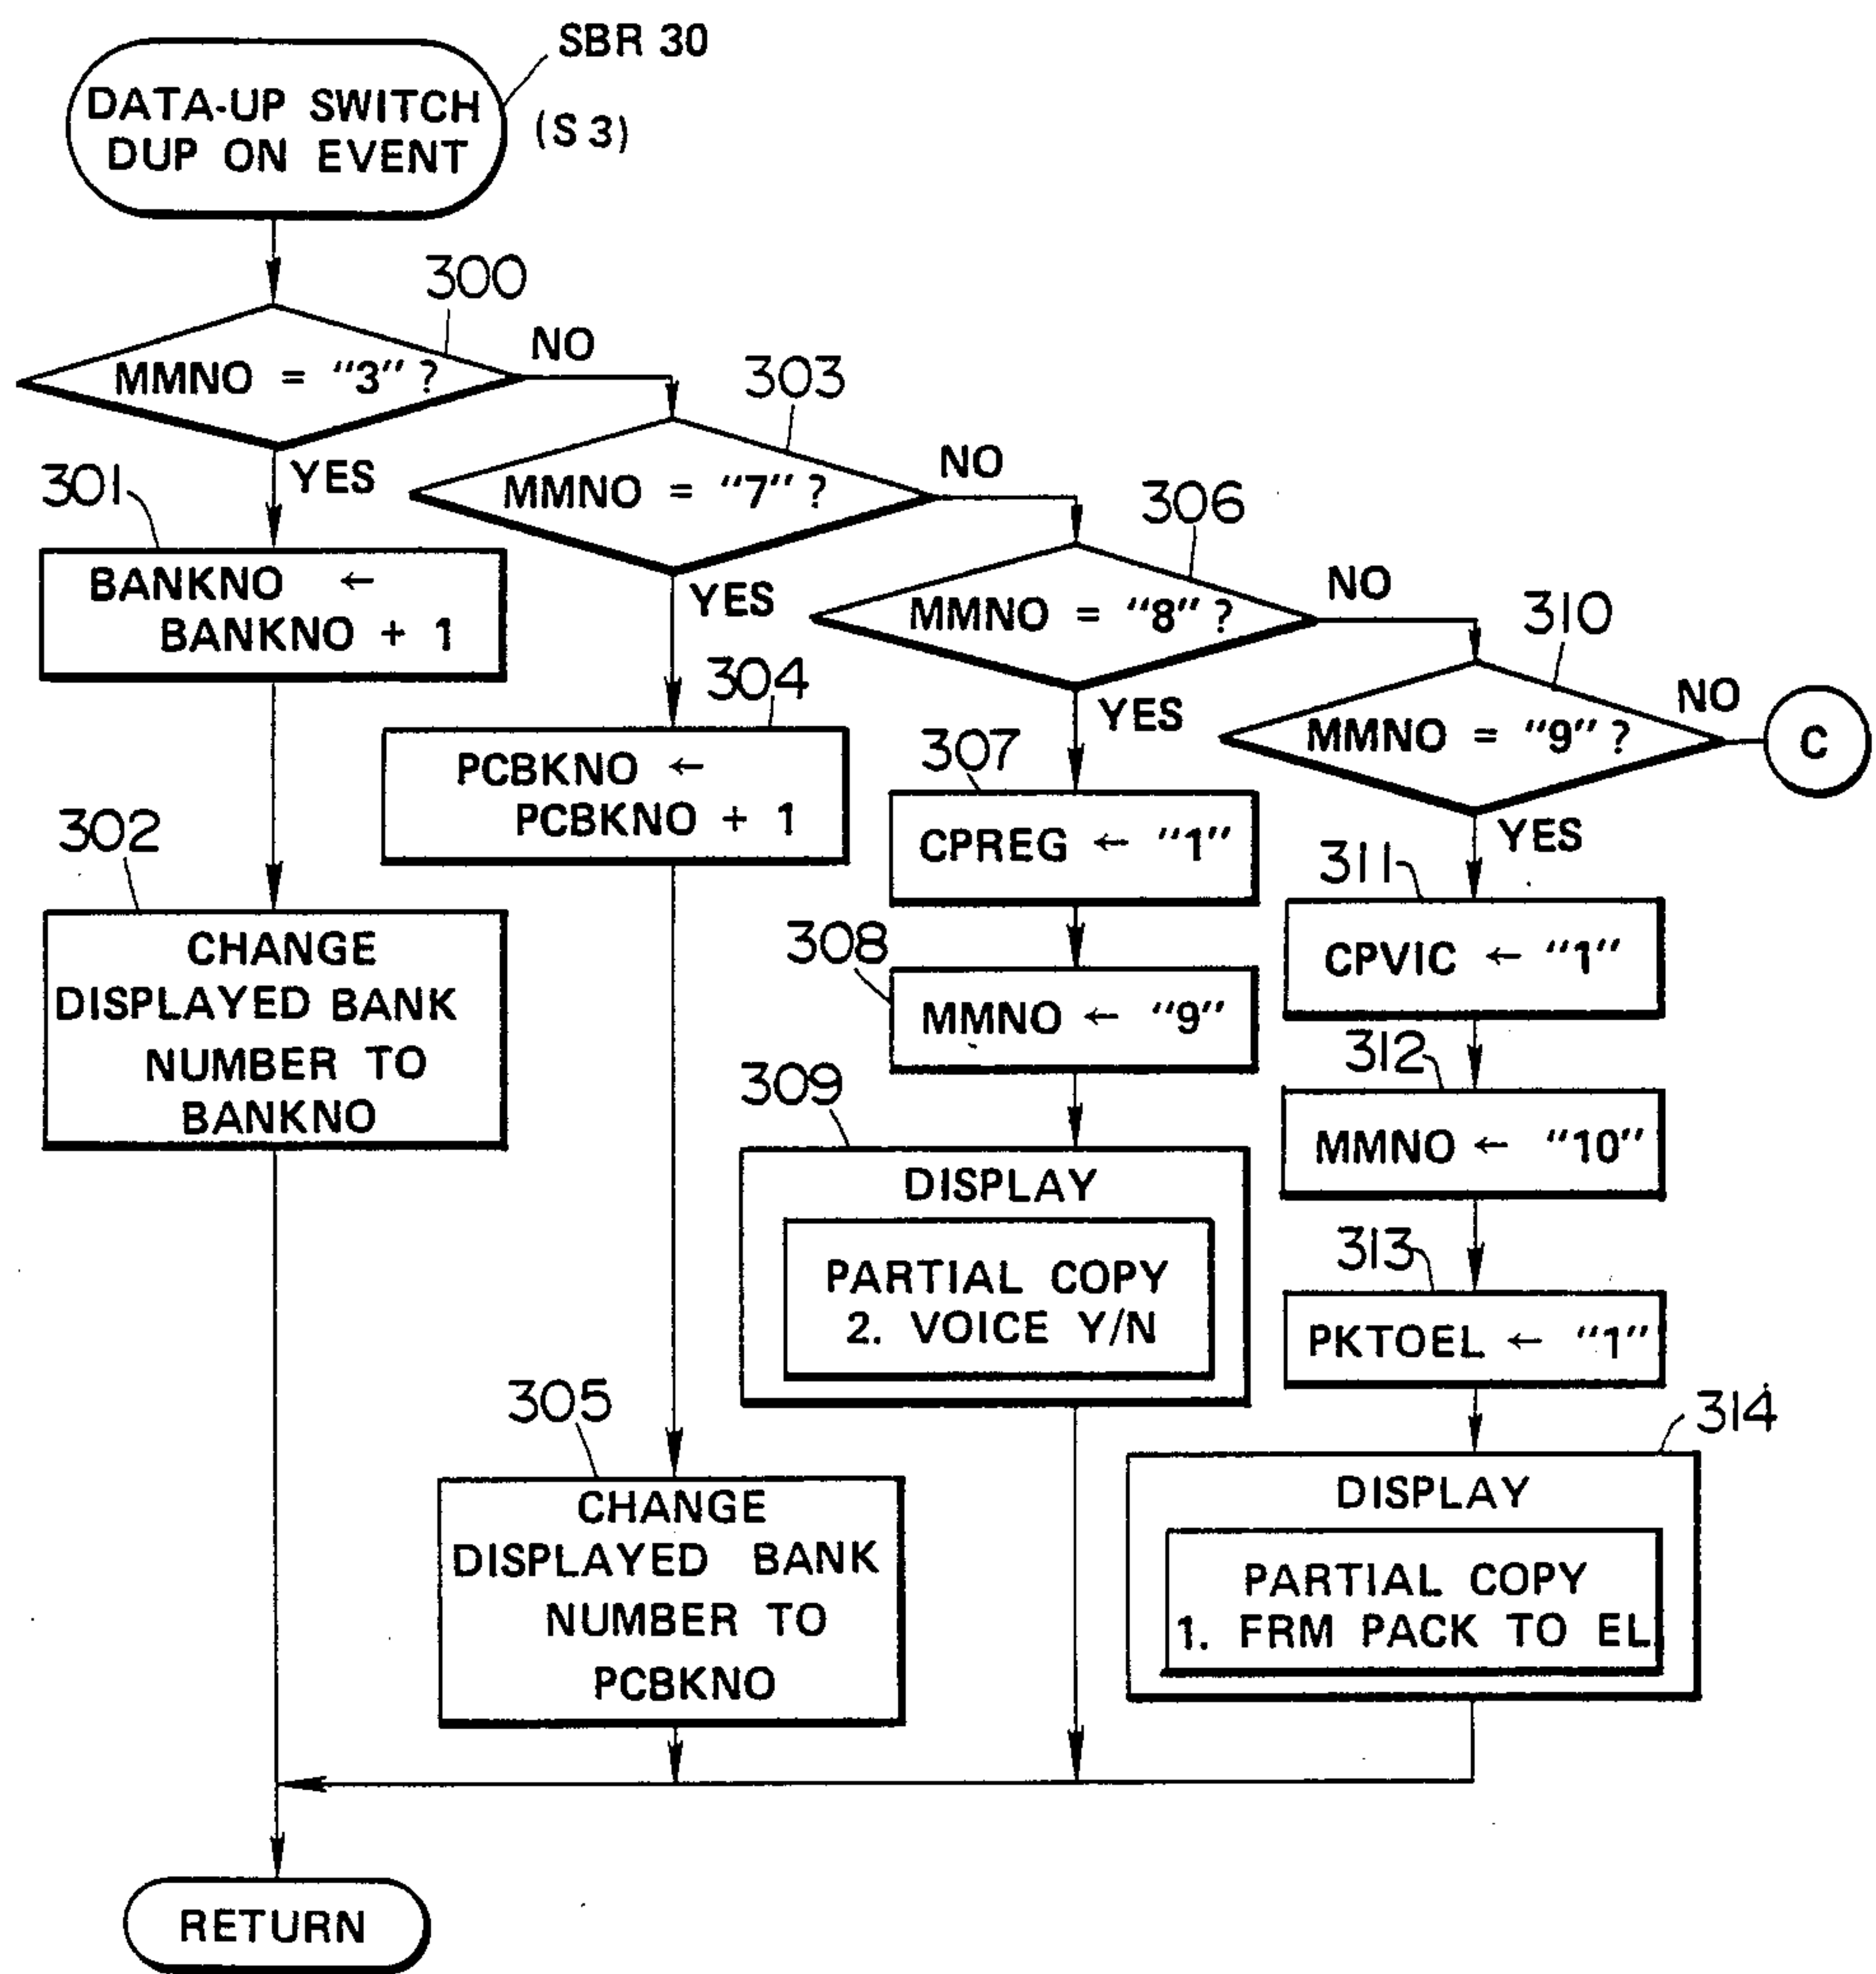 SBR 30
DATA-UP SWITCH
DUP ON EVENT
(S3)
300
MMNO = "3" ?
NO
YES
303
MMNO = "7" ?
NO
YES
306
MMNO = "8" ?
NO
YES
310
MMNO = "9" ?
NO
C
YES
301
BANKNO ←
BANKNO + 1
302
CHANGE
DISPLAYED BANK
NUMBER TO
BANKNO
304
PCBKNO ←
PCBKNO + 1
305
CHANGE
DISPLAYED BANK
NUMBER TO
PCBKNO
307
CPREG ← "1"
308
MMNO ← "9"
309
DISPLAY
PARTIAL COPY
2. VOICE Y/N
311
CPVIC ← "1"
312
MMNO ← "10"
313
PKTOEL ← "1"
314
DISPLAY
PARTIAL COPY
1. FRM PACK TO EL
RETURN